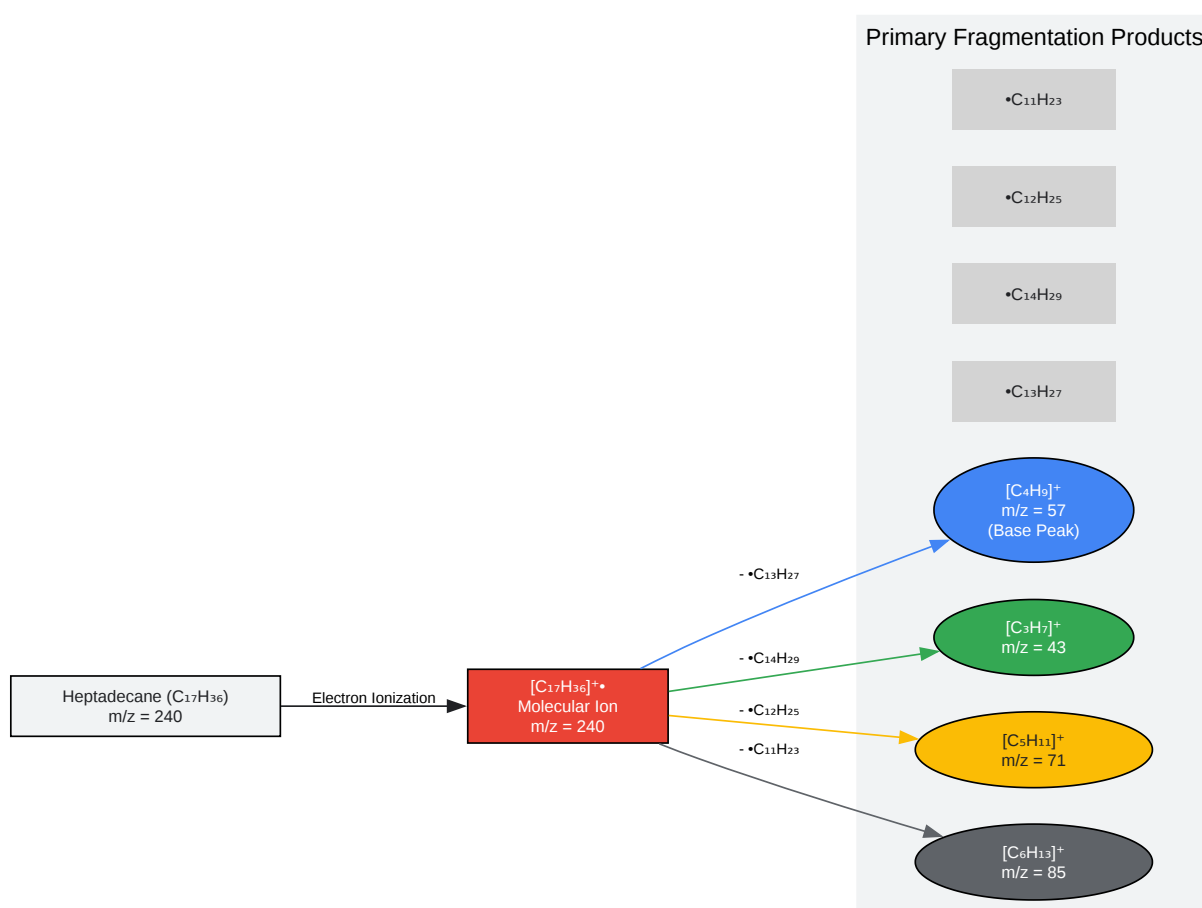 Primary Fragmentation Products
•C₁₁H₂₃
•C₁₂H₂₅
•C₁₄H₂₉
•C₁₃H₂₇
[C₄H₉]⁺
m/z = 57
(Base Peak)
- •C₁₃H₂₇
[C₃H₇]⁺
m/z = 43
- •C₁₄H₂₉
Heptadecane (C₁₇H₃₆)
m/z = 240
Electron Ionization
[C₁₇H₃₆]⁺•
Molecular Ion
m/z = 240
- •C₁₂H₂₅
[C₅H₁₁]⁺
m/z = 71
- •C₁₁H₂₃
[C₆H₁₃]⁺
m/z = 85